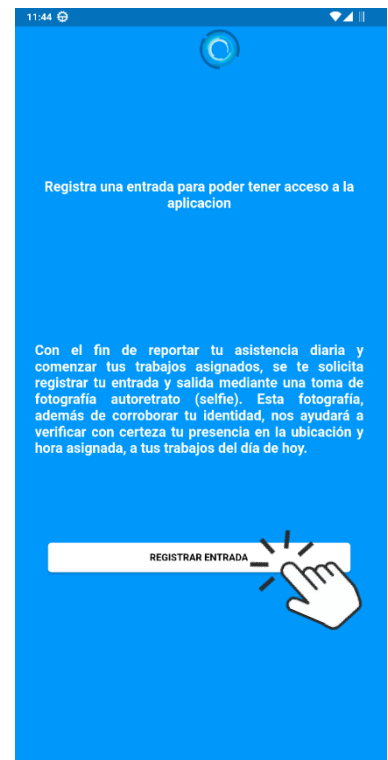 11:44
Registra una entrada para poder tener acceso a la
aplicacion
Con el fin de reportar tu asistencia diaria y
comenzar tus trabajos asignados, se te solicita
registrar tu entrada y salida mediante una toma de
fotografía autoretrato (selfie). Esta fotografía,
además de corroborar tu identidad, nos ayudará a
verificar con certeza tu presencia en la ubicación y
hora asignada, a tus trabajos del día de hoy.
REGISTRAR ENTRADA